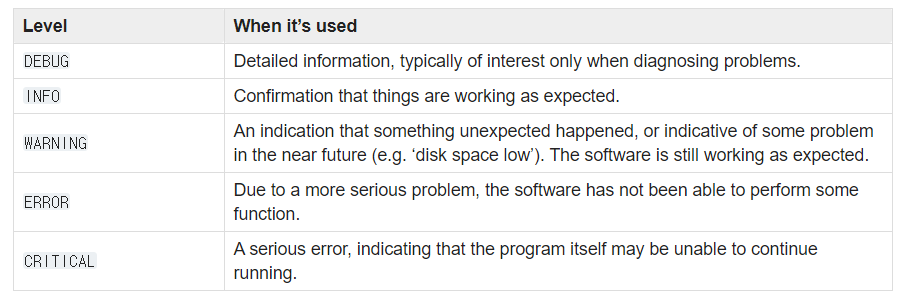 Level When it’s used
DEBUG Detailed information, typically of interest only when diagnosing problems.
INFO Confirmation that things are working as expected.
WARNING An indication that something unexpected happened, or indicative of some problem
in the near future (e.g. ‘disk space low’). The software is still working as expected.
ERROR Due to a more serious problem, the software has not been able to perform some
function.
CRITICAL A serious error, indicating that the program itself may be unable to continue
running.